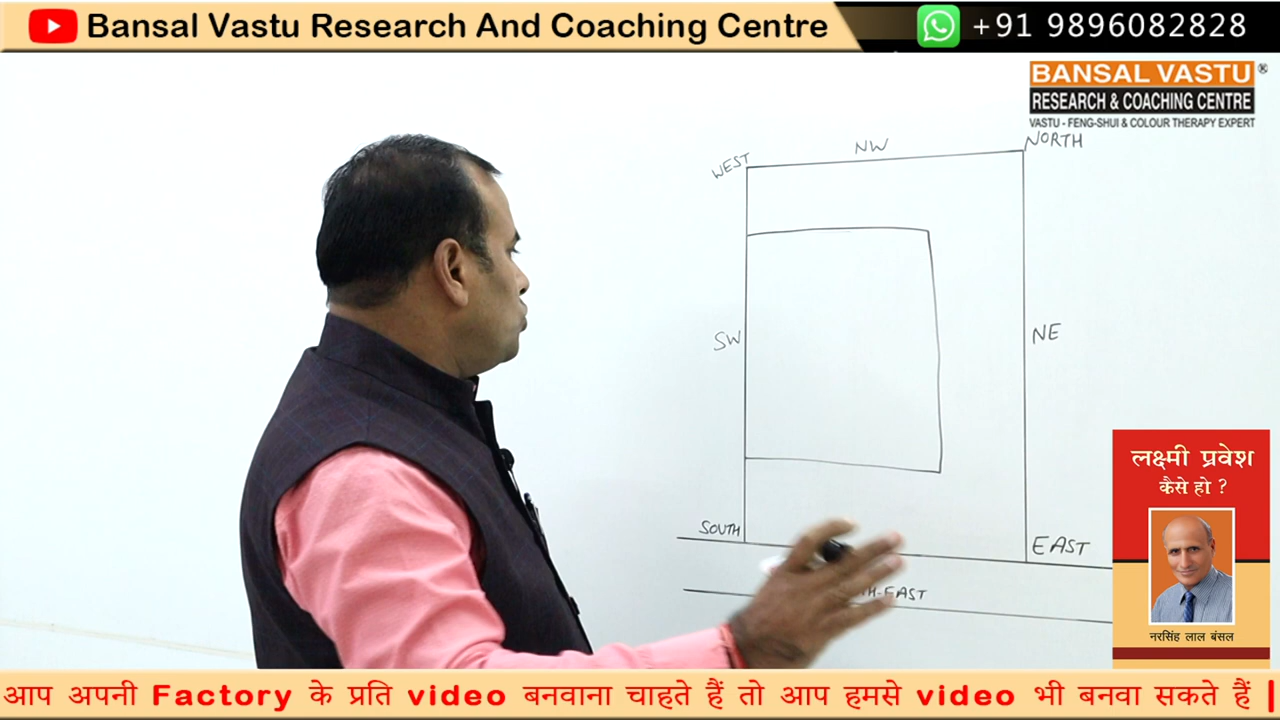 Bansal Vastu Research And Coaching Centre
+91 9896082828
BANSAL VASTU ®
RESEARCH & COACHING CENTRE
VASTU - FENG-SHUI & COLOUR THERAPY EXPERT
WEST
NW
NORTH
SW
NE
SOUTH
EAST
TH-EAST
लक्ष्मी प्रवेश
कैसे हो ?
नरसिंह लाल बंसल
आप अपनी Factory के प्रति video बनवाना चाहते हैं तो आप हमसे video भी बनवा सकते हैं |